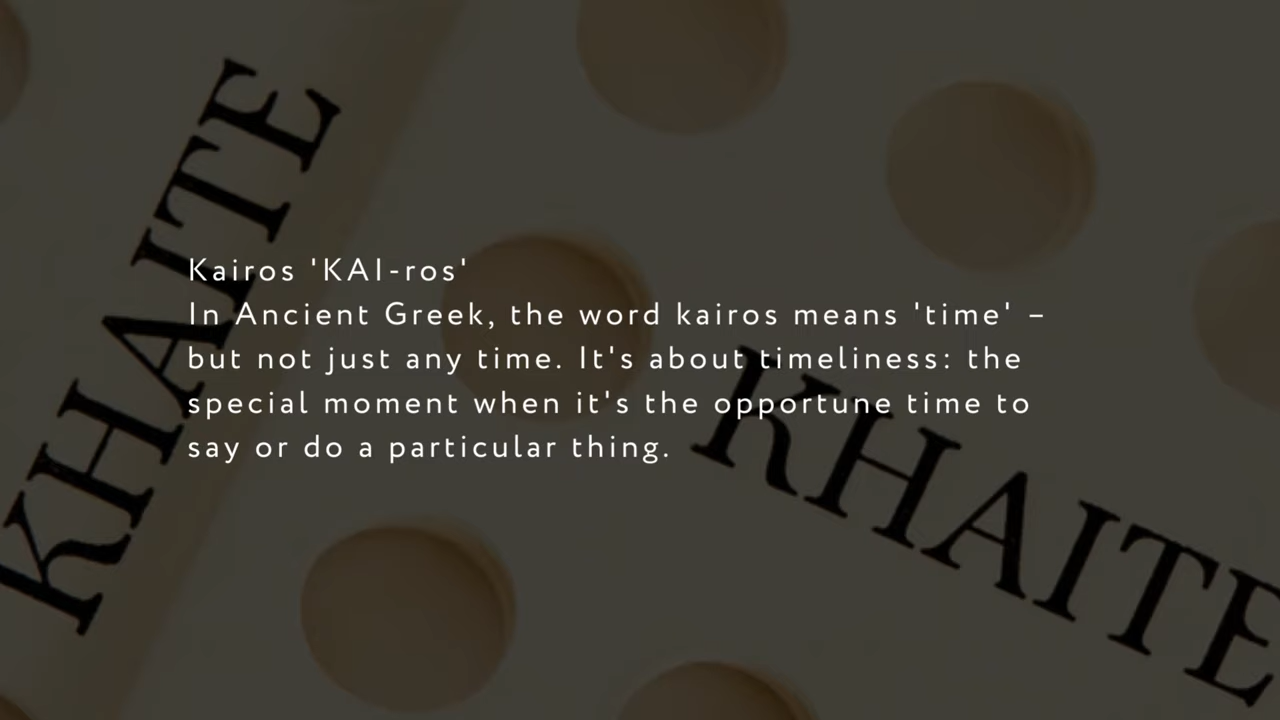 KHAITE
Kairos 'KAI-ros'
In Ancient Greek, the word kairos means 'time' –
but not just any time. It's about timeliness: the
special moment when it's the opportune time to
say or do a particular thing.
KHAITE